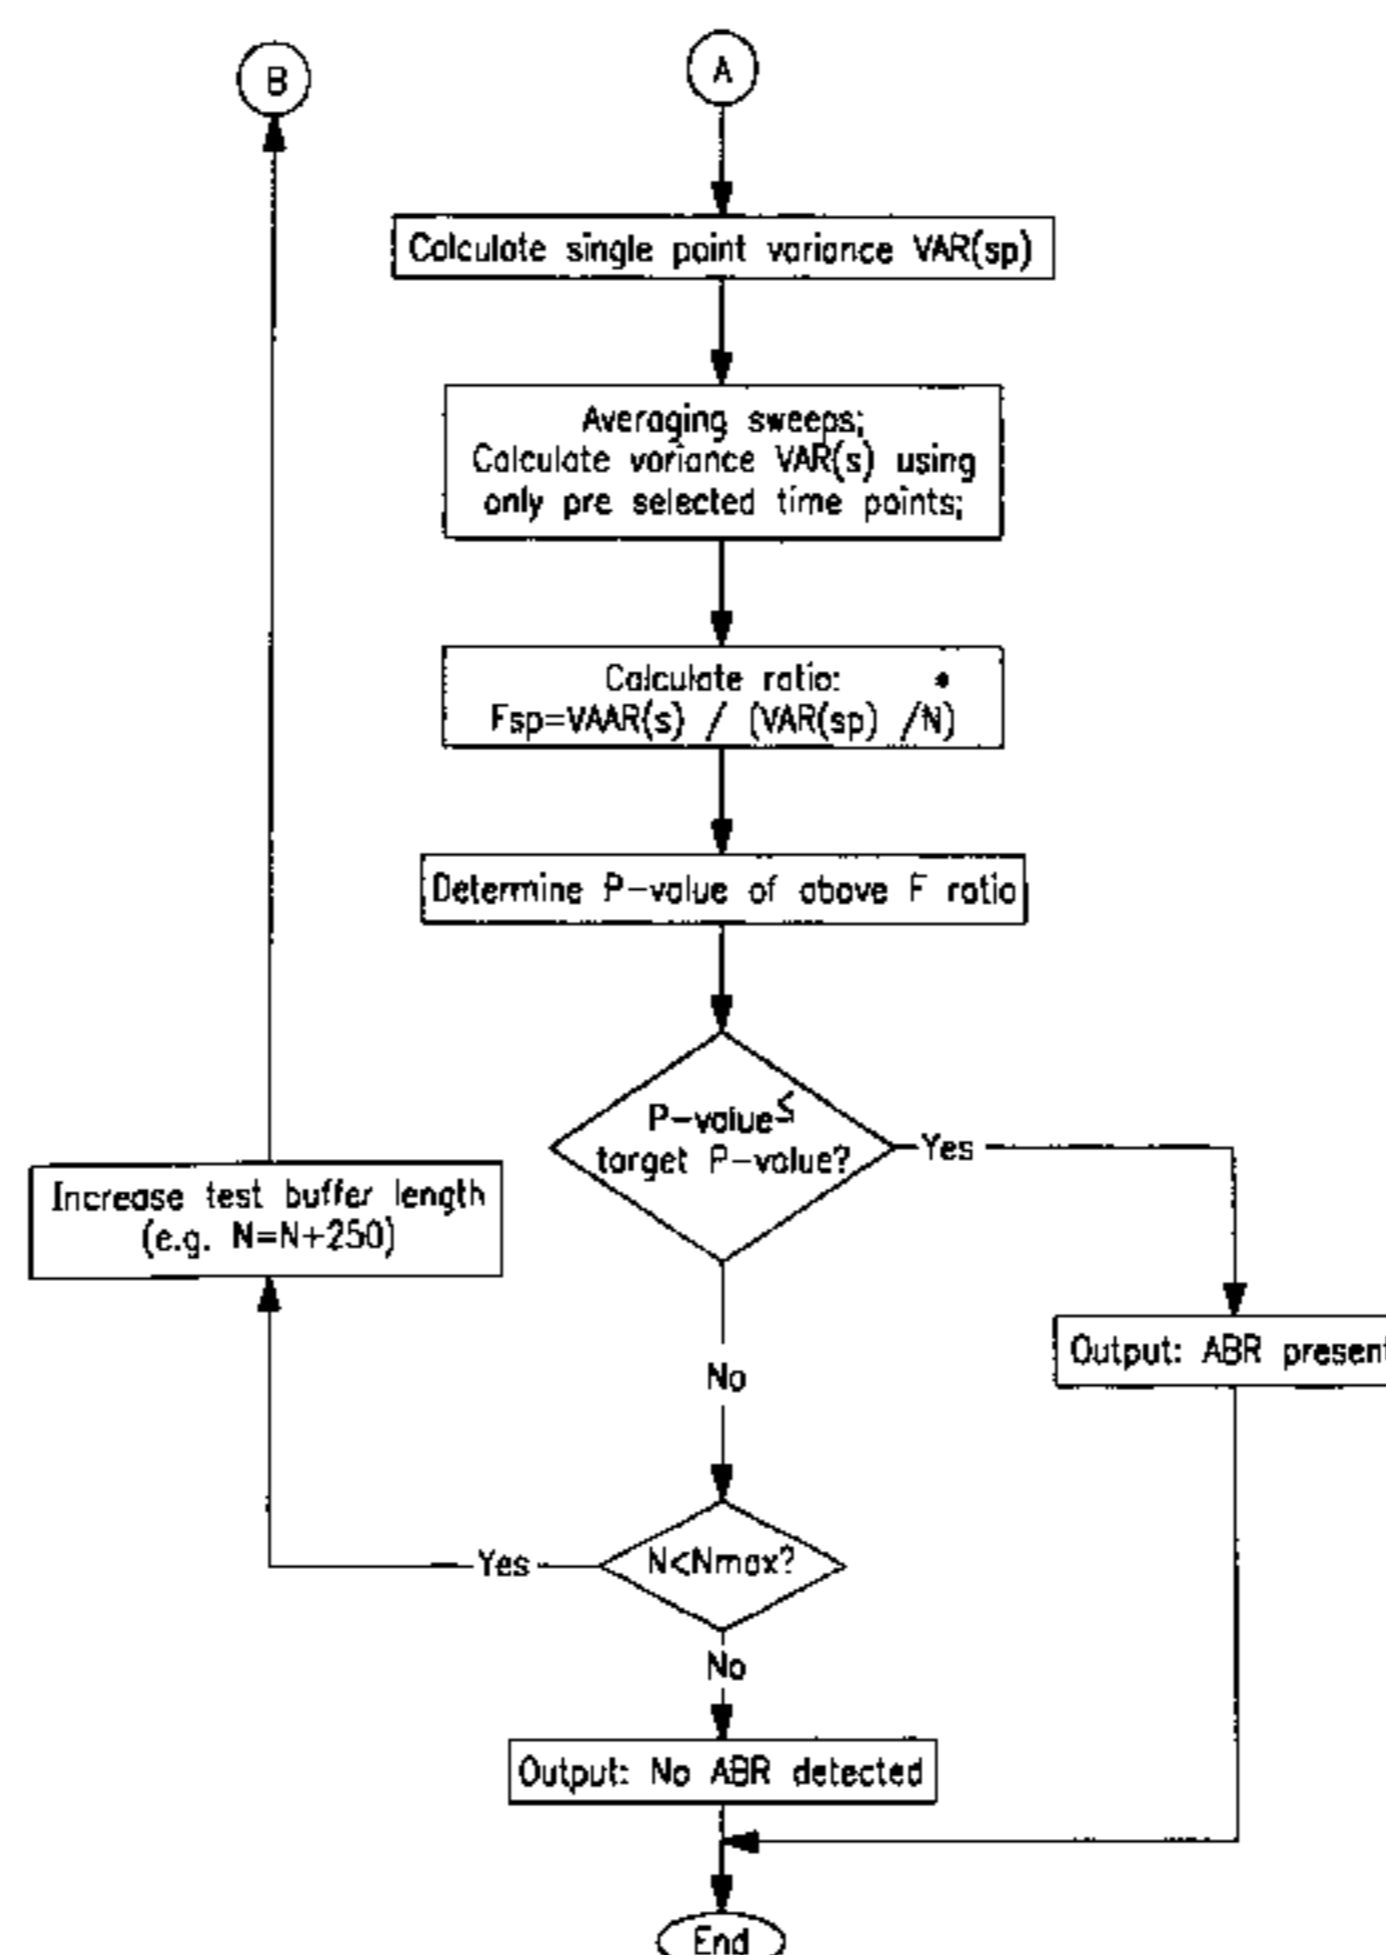 B
A
Calculate single point variance VAR(sp)
Averaging sweeps;
Calculate variance VAR(s) using
only pre selected time points;
Calculate ratio:
Fsp=VAAR(s) / (VAR(sp) /N)
Determine P-value of above F ratio
P-value≤
target P-value?
Yes
Increase test buffer length
(e.g. N=N+250)
Output: ABR present
No
N<Nmax?
Yes
No
Output: No ABR detected
End